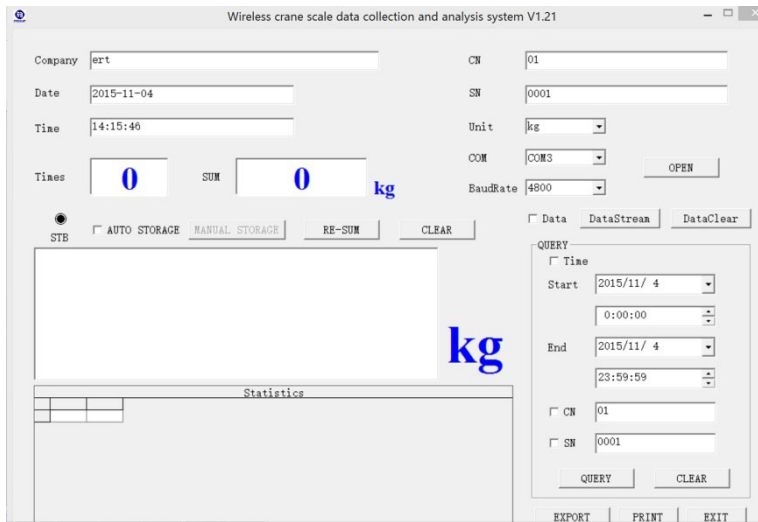 Wireless crane scale data collection and analysis system V1.21
Company ert
CN 01
Date 2015-11-04
SN 0001
Time 14:15:46
Unit kg
COM COM3
OPEN
Times 0 SUM 0 kg
BaudRate 4800
STB
AUTO STORAGE MANUAL STORAGE RE-SUM CLEAR
Data DataStream DataClear
kg
Statistics
QUERY
Time
Start 2015/11/ 4
0:00:00
End 2015/11/ 4
23:59:59
CN 01
SN 0001
QUERY CLEAR
EXPORT PRINT EXIT